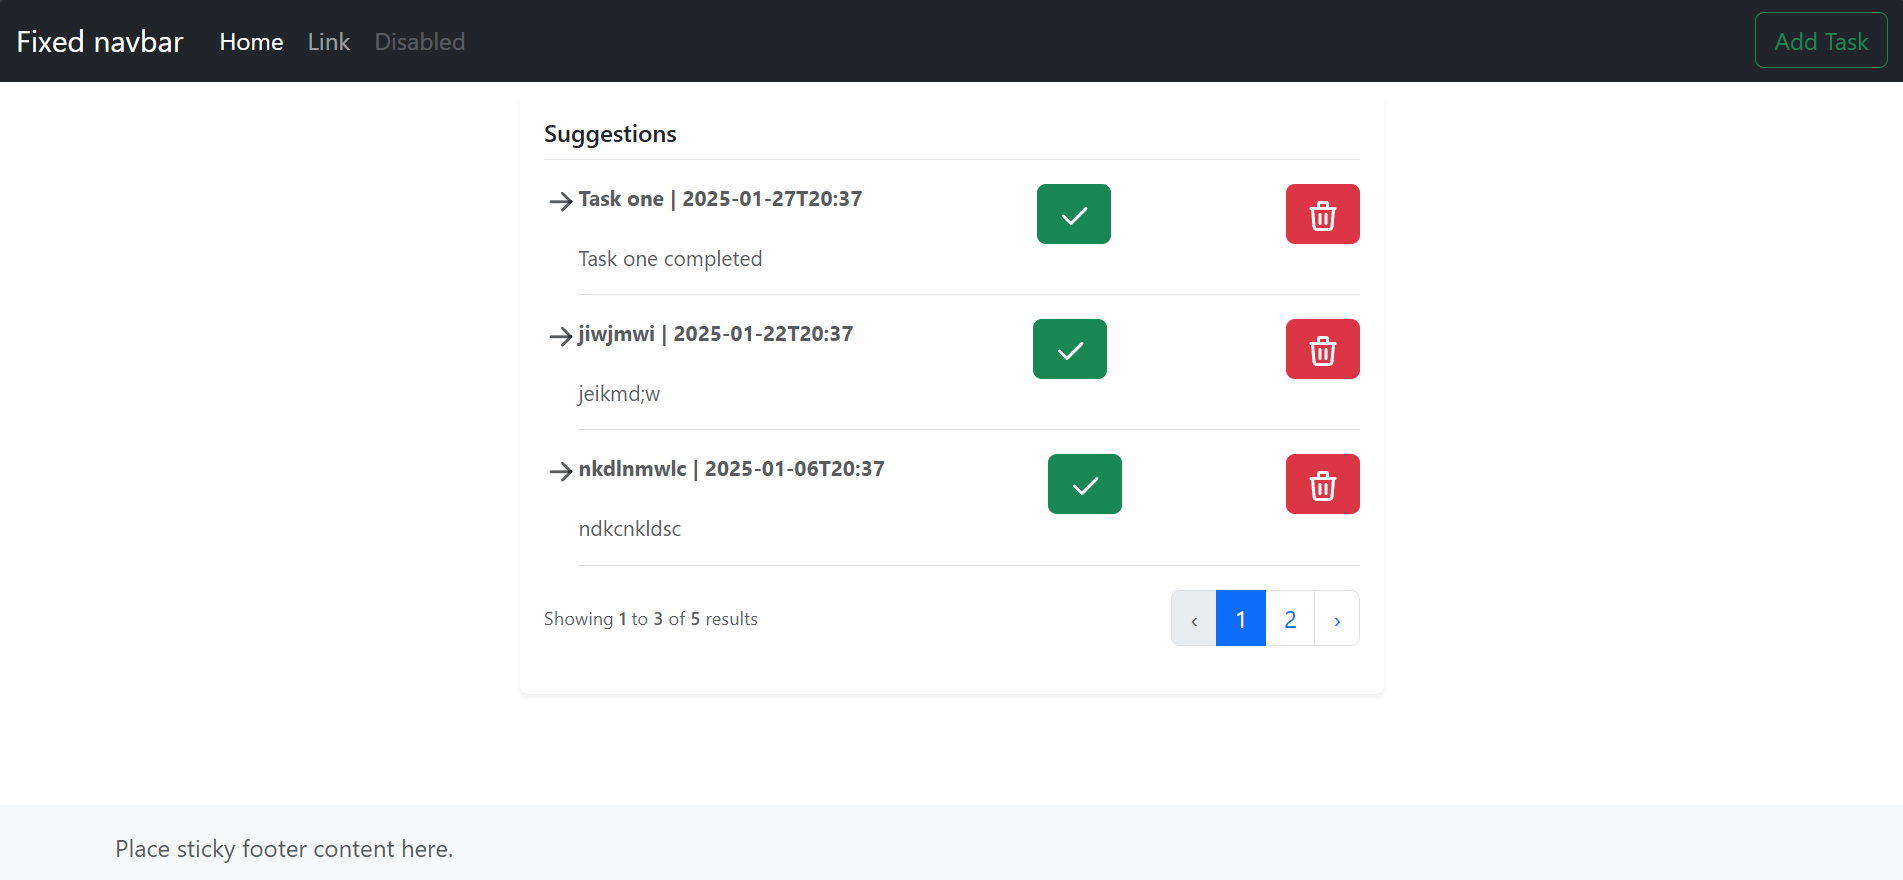 Fixed navbar Home Link Disabled Add Task
Suggestions
Task one | 2025-01-27T20:37
Task one completed
jiwjmwi | 2025-01-22T20:37
jeikmd;w
nkdlnmwlc | 2025-01-06T20:37
ndkcnkldsc
Showing 1 to 3 of 5 results ‹ 1 2 ›
Place sticky footer content here.